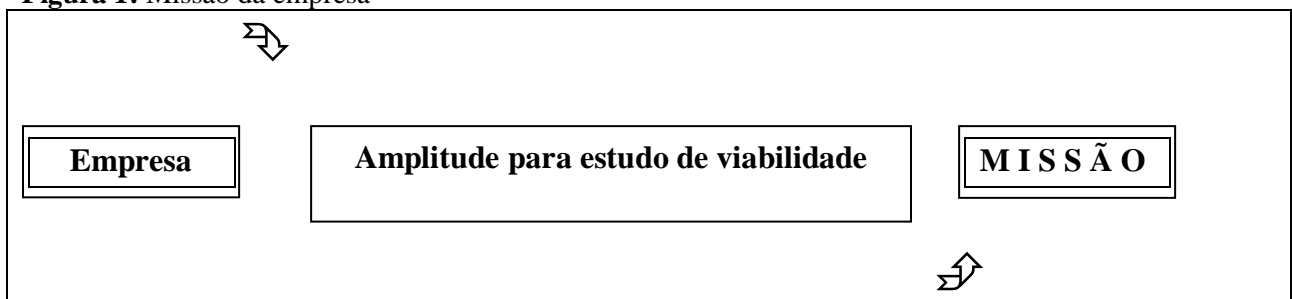 Figura 1. Missão da empresa
Empresa
Amplitude para estudo de viabilidade
M I S S Ã O